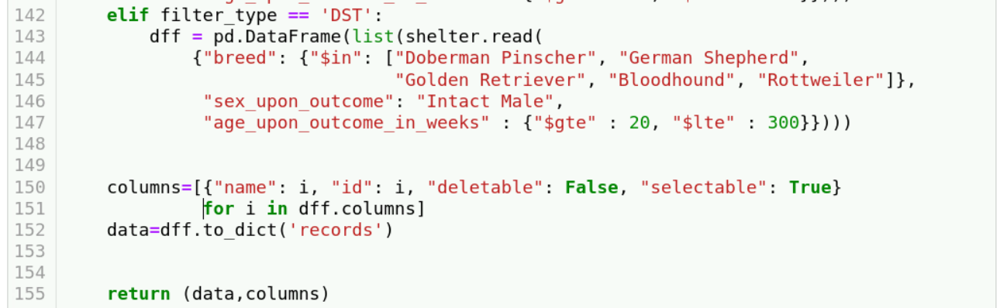 142 elif filter_type == 'DST':
143 dff = pd.DataFrame(list(shelter.read(
144 {"breed": {"$in": ["Doberman Pinscher", "German Shepherd",
145 "Golden Retriever", "Bloodhound", "Rottweiler"]},
146 "sex_upon_outcome": "Intact Male",
147 "age_upon_outcome_in_weeks" : {"$gte" : 20, "$lte" : 300}})))
148
149
150 columns=[{"name": i, "id": i, "deletable": False, "selectable": True}
151 for i in dff.columns]
152 data=dff.to_dict('records')
153
154
155 return (data,columns)